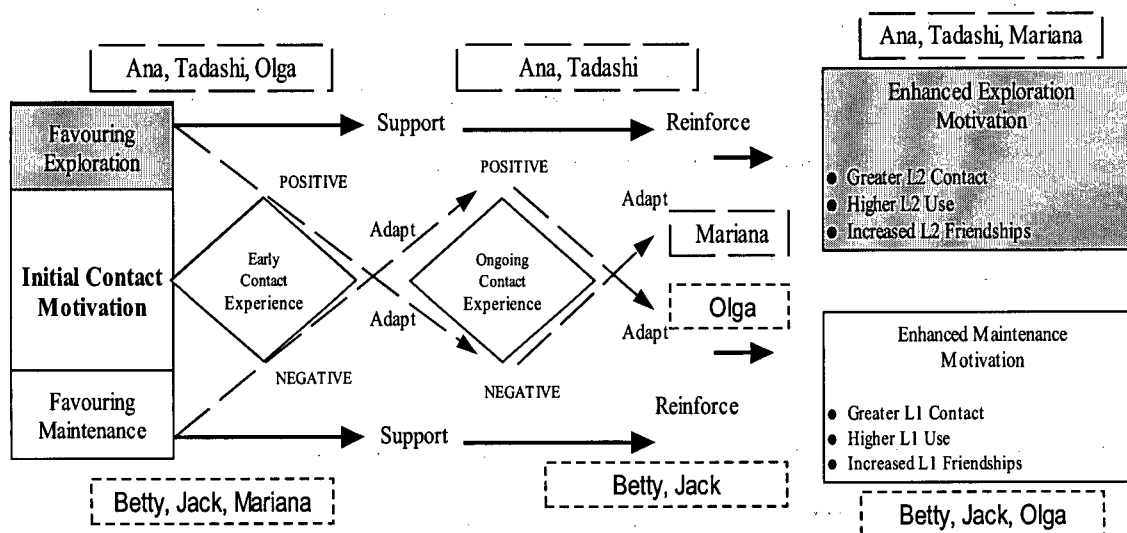 Ana, Tadashi, Olga
Ana, Tadashi
Ana, Tadashi, Mariana
Favouring
Exploration
Support
Reinforce
Enhanced Exploration
Motivation
● Greater L2 Contact
● Higher L2 Use
● Increased L2 Friendships
POSITIVE
POSITIVE
Adapt
Adapt
Mariana
Initial Contact
Motivation
Early
Contact
Experience
Ongoing
Contact
Experience
Adapt
Olga
Adapt
NEGATIVE
NEGATIVE
Enhanced Maintenance
Motivation
● Greater L1 Contact
● Higher L1 Use
● Increased L1 Friendships
Favouring
Maintenance
Support
Reinforce
Betty, Jack, Mariana
Betty, Jack
Betty, Jack, Olga